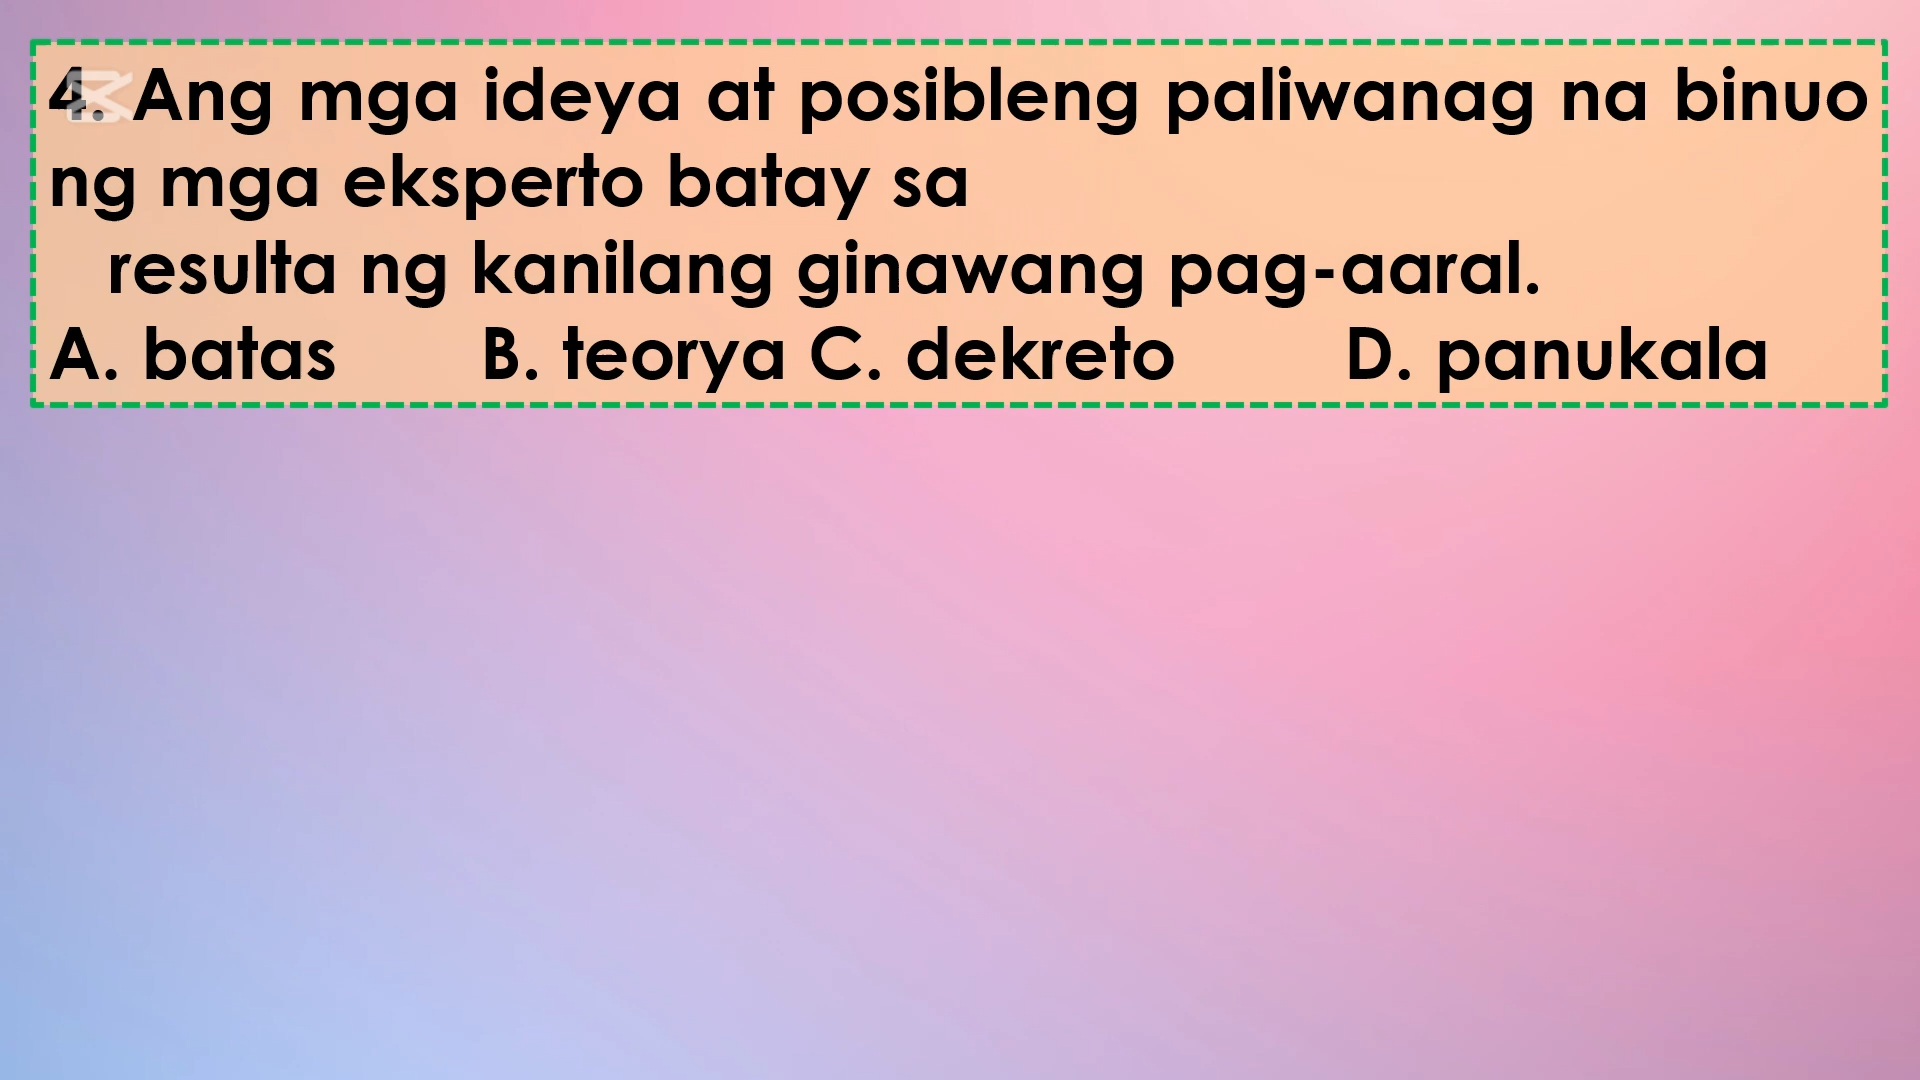 4. Ang mga ideya at posibleng paliwanag na binuo
ng mga eksperto batay sa
resulta ng kanilang ginawang pag-aaral.
A. batas B. teorya C. dekreto D. panukala